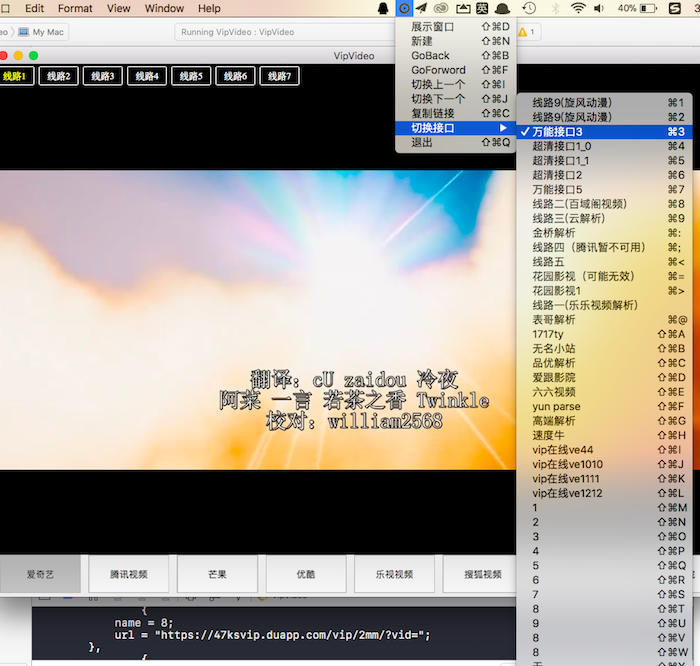 Edit Format View Window Help
英 40%
eo My Mac
Running VipVideo : VipVideo
1
VipVideo
线路1 线路2 线路3 线路4 线路5 线路6 线路7
展示窗口 ⇧⌘D
新建 ⇧⌘N
GoBack ⇧⌘B
GoForword ⇧⌘F
切换上一个 ⇧⌘I
切换下一个 ⇧⌘J
复制链接 ⇧⌘C
切换接口 ▶
退出 ⇧⌘Q
线路9(旋风动漫) ⌘1
线路9(旋风动漫) ⌘2
✓万能接口3 ⌘3
超清接口1_0 ⌘4
超清接口1_1 ⌘5
超清接口2 ⌘6
万能接口5 ⌘7
线路二(百域阁视频) ⌘8
线路三(云解析) ⌘9
金桥解析 ⌘:
线路四（腾讯暂不可用） ⌘;
线路五 ⌘<
花园影视（可能无效） ⌘=
花园影视1 ⌘>
线路一(乐乐视频解析)
表哥解析 ⌘@
1717ty ⇧⌘A
无名小站 ⇧⌘B
品优解析 ⇧⌘C
爱跟影院 ⇧⌘D
六六视频 ⇧⌘E
yun parse ⇧⌘F
高端解析 ⇧⌘G
速度牛 ⇧⌘H
vip在线ve44 ⇧⌘I
vip在线ve1010 ⇧⌘J
vip在线ve1111 ⇧⌘K
vip在线ve1212 ⇧⌘L
1 ⇧⌘M
2 ⇧⌘N
3 ⇧⌘O
4 ⇧⌘P
5 ⇧⌘Q
6 ⇧⌘R
7 ⇧⌘S
8 ⇧⌘T
9 ⇧⌘U
8 ⇧⌘V
8 ⇧⌘W
翻译：cU zaidou 冷夜
阿菜 一言 若茶之香 Twinkle
校对：william2568
爱奇艺 腾讯视频 芒果 优酷 乐视视频 搜狐视频
{
name = 8;
url = "https://47ksvip.duapp.com/vip/2mm/?vid=";
},
{